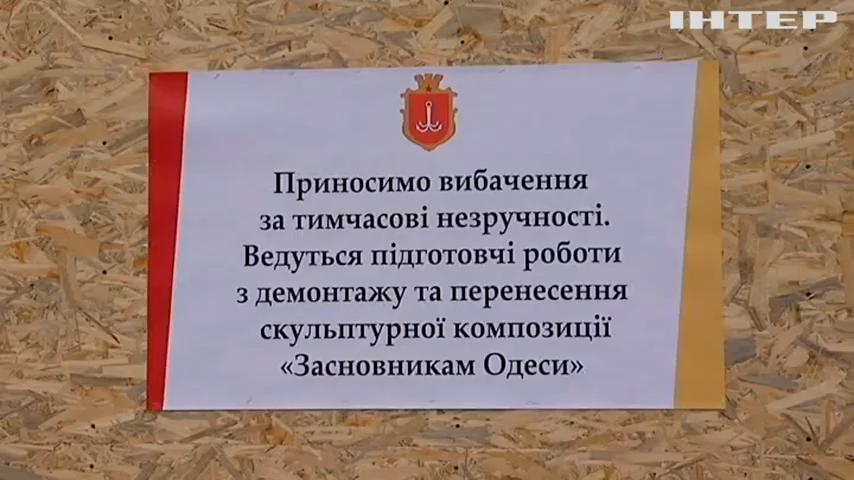 ІНТЕР
Приносимо вибачення
за тимчасові незручності.
Ведуться підготовчі роботи
з демонтажу та перенесення
скульптурної композиції
«Засновникам Одеси»